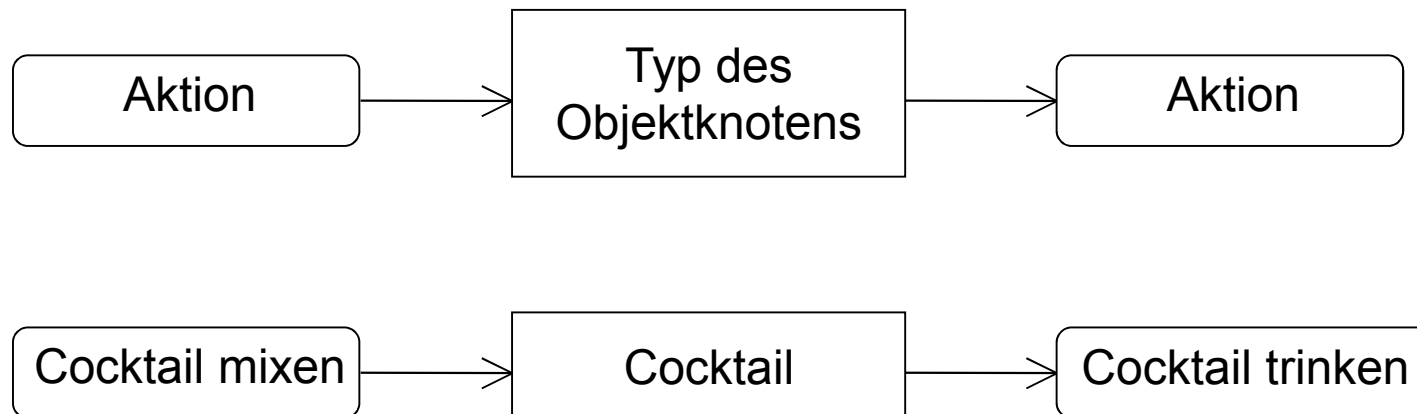 Aktion
Typ des
Objektknotens
Aktion
Cocktail mixen
Cocktail
Cocktail trinken